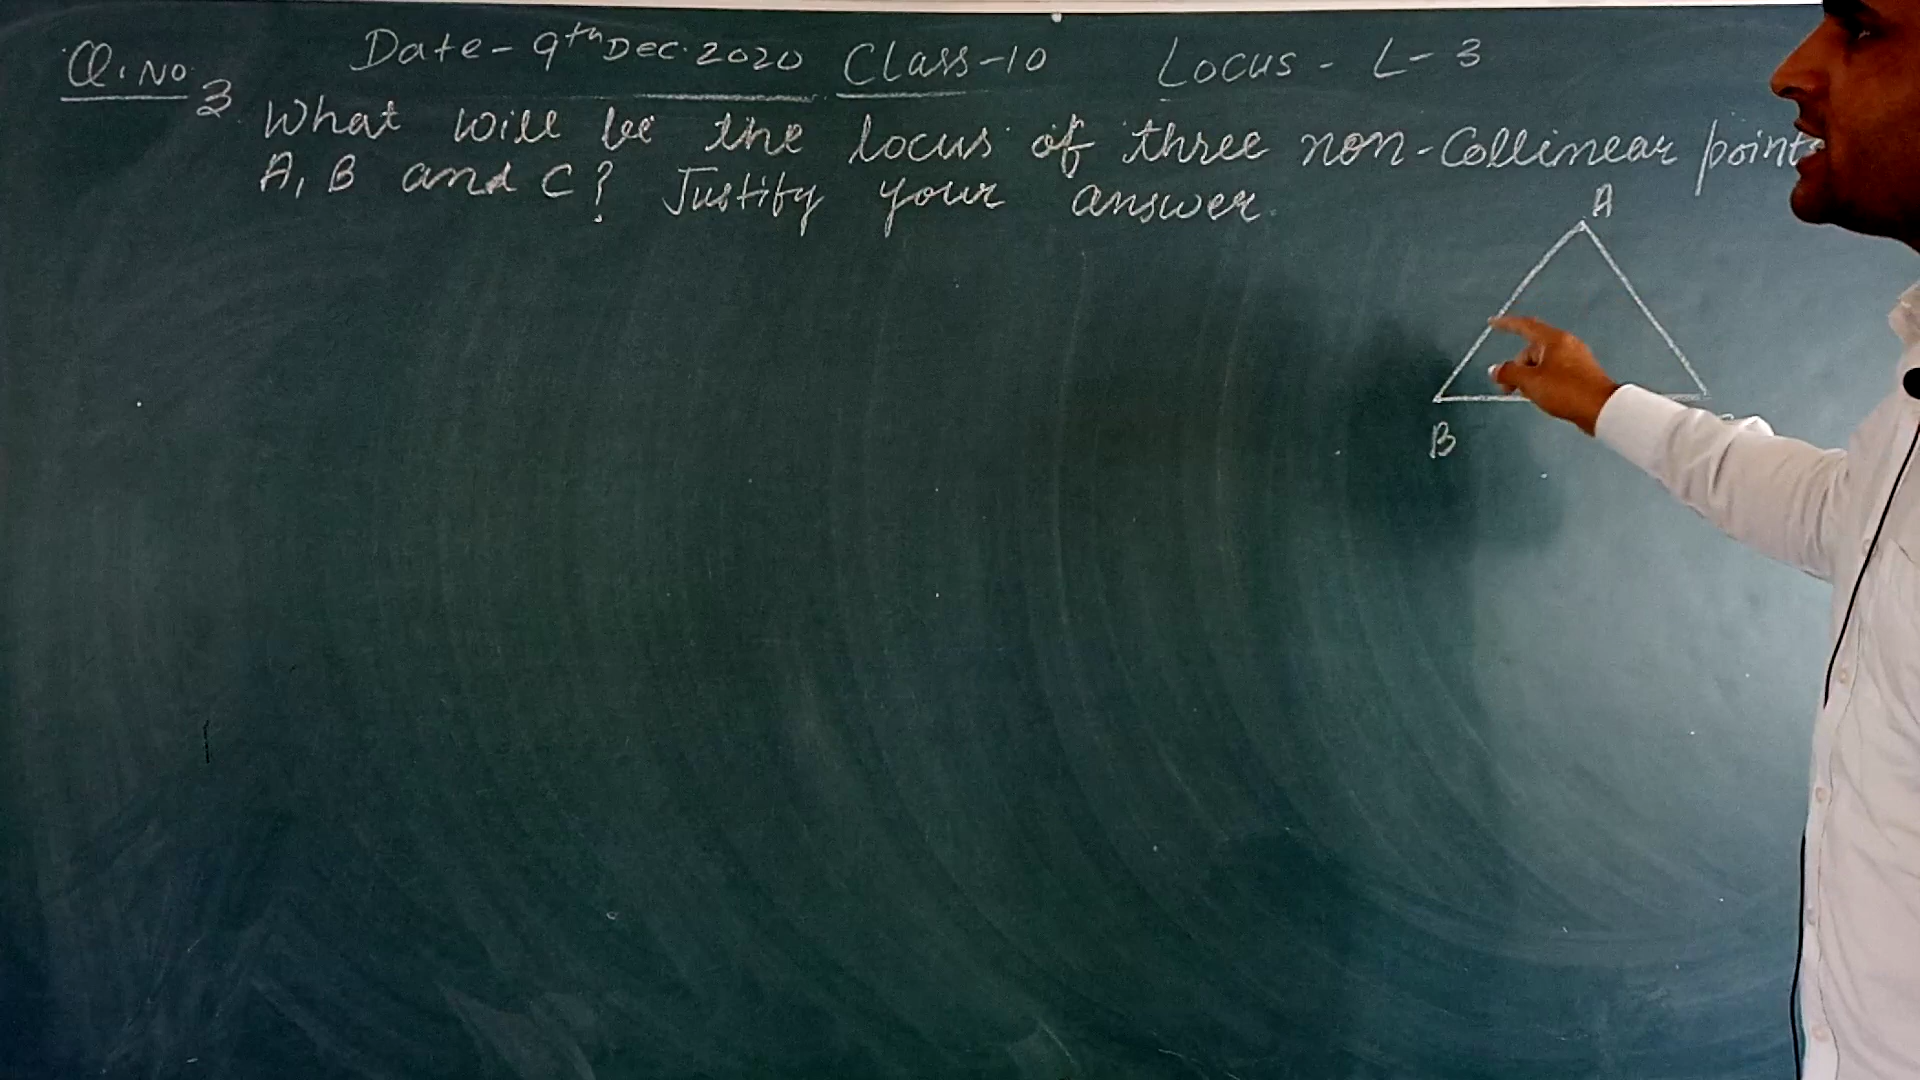 Q. No. 3 Date - 9th Dec. 2020 Class-10 Locus - L-3
What will be the locus of three non-Collinear points
A, B and C? Justify your answer.
A
B